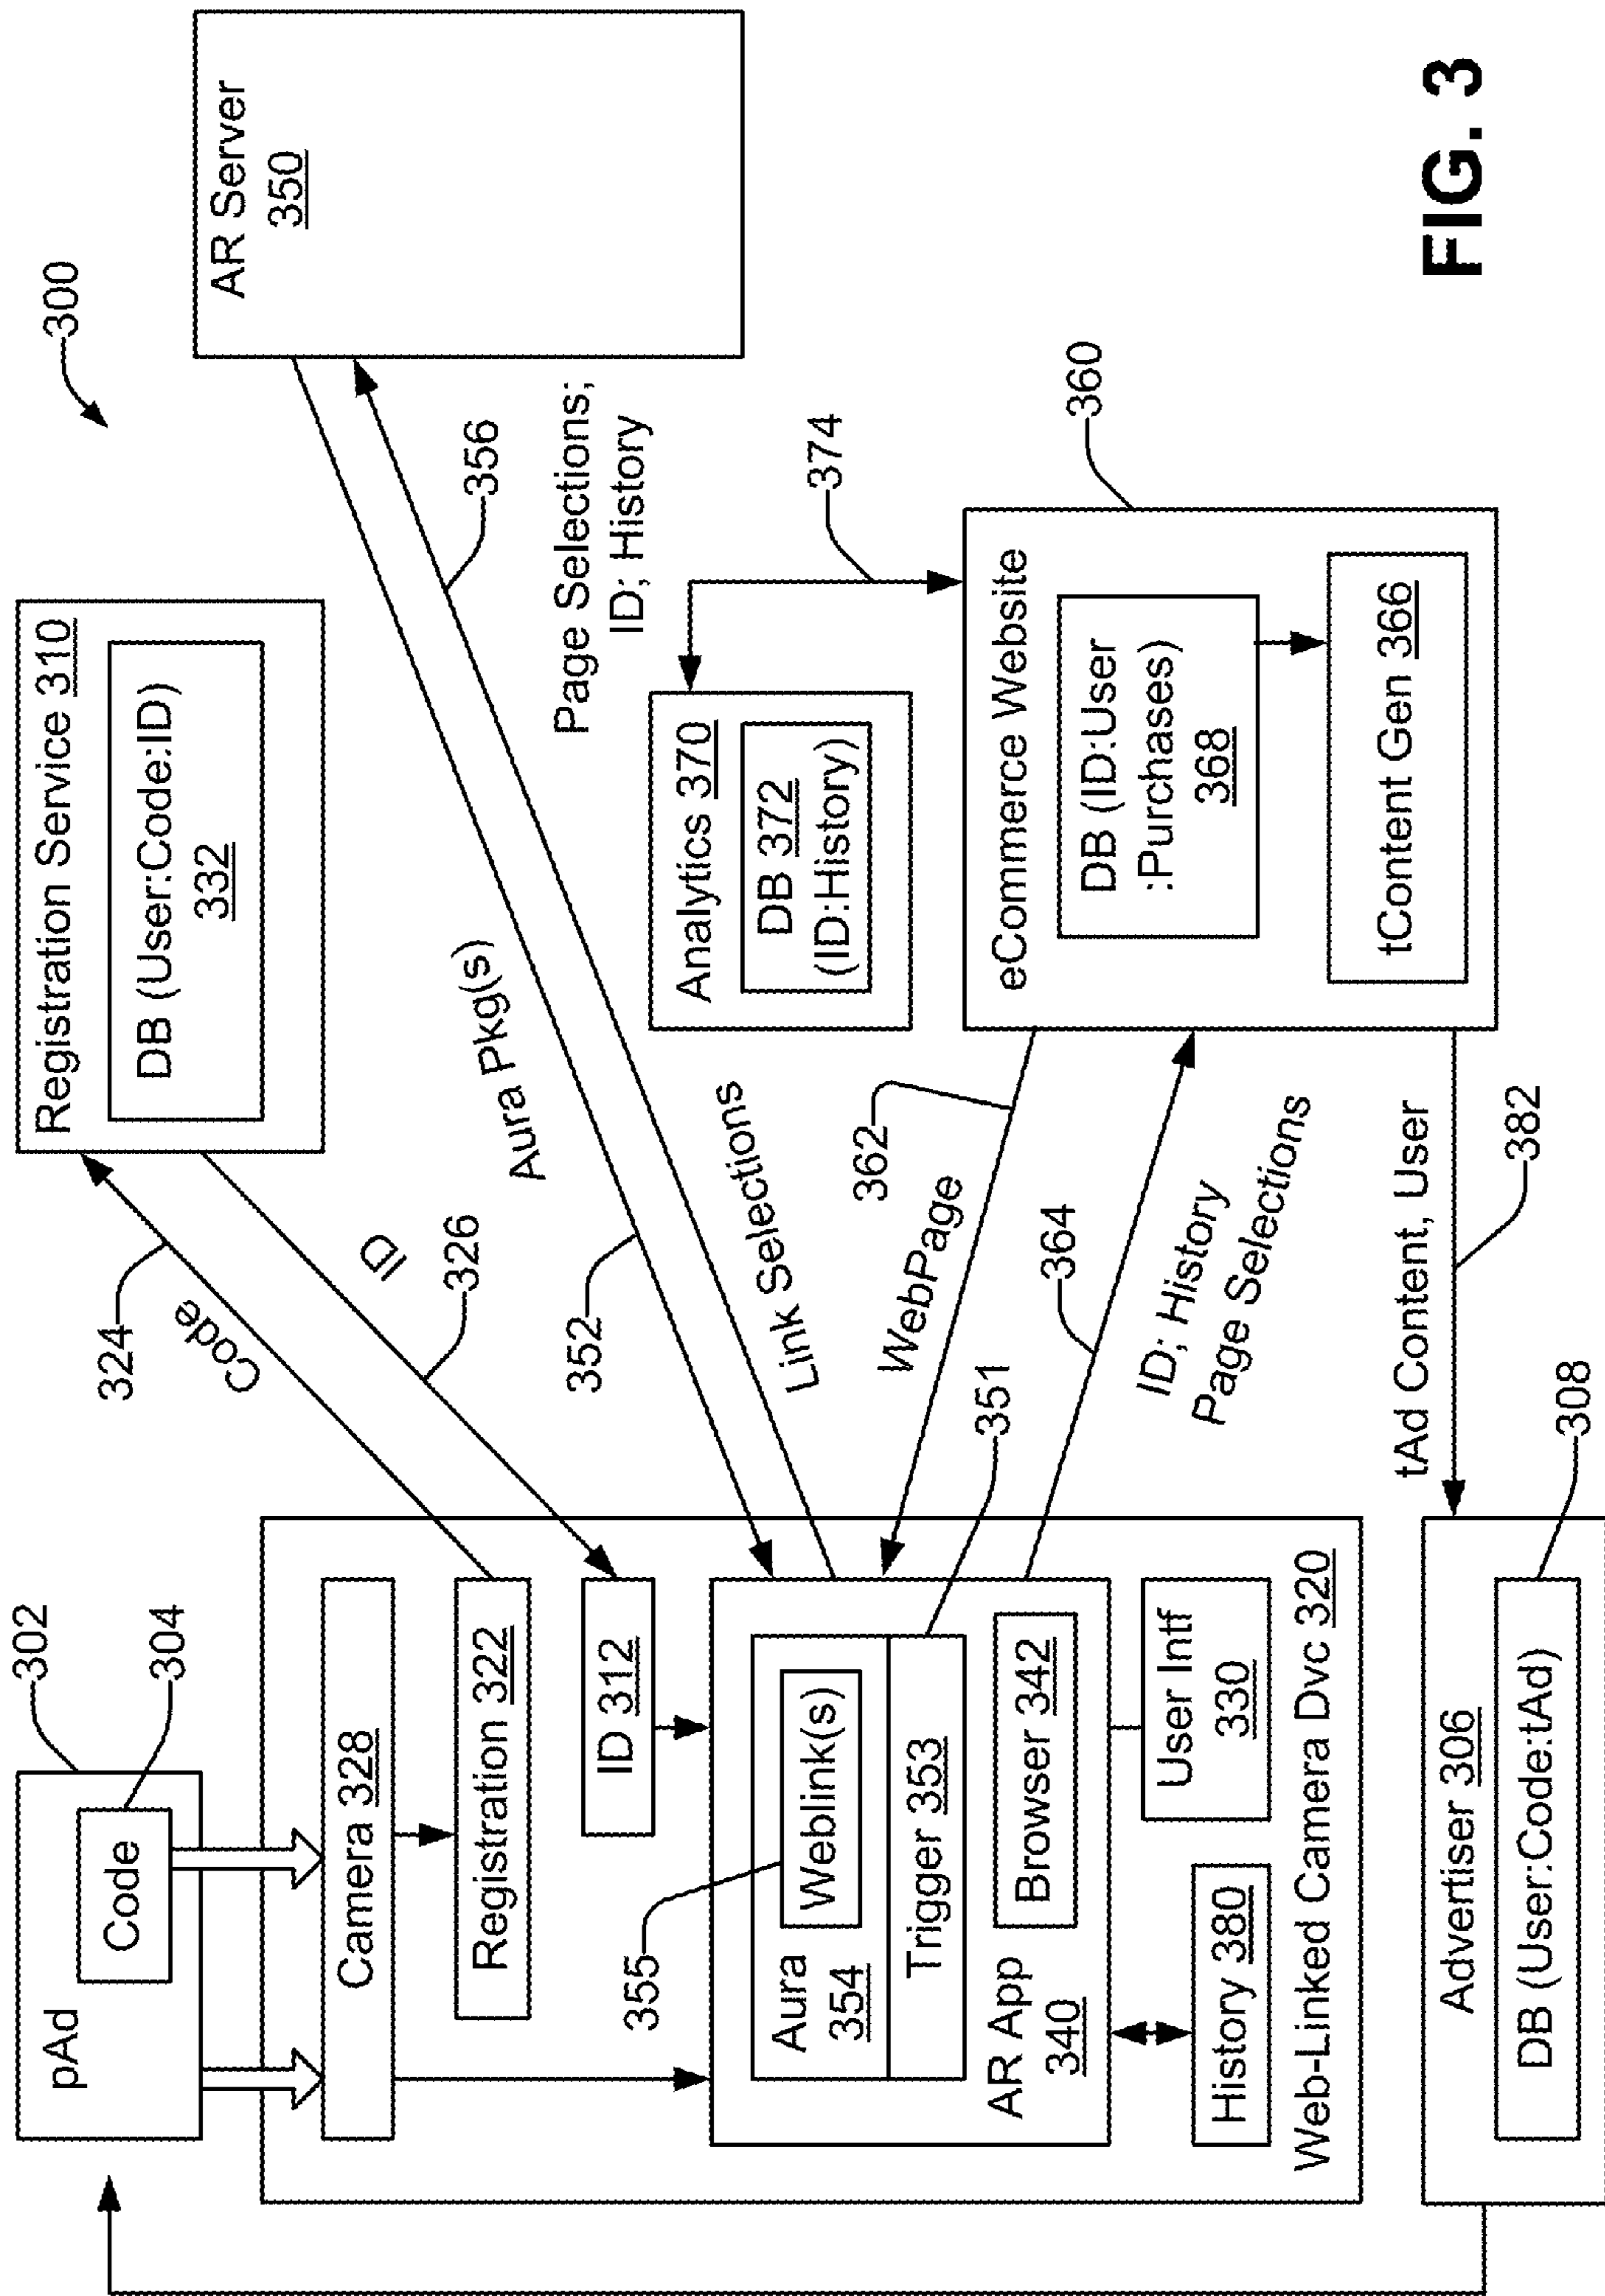 300
302
pAd
Code
304
324
Code
Registration Service 310
DB (User:Code:ID)
332
AR Server
350
ID
326
Camera 328
Registration 322
ID 312
352
Aura Pkg(s)
356
Page Selections;
ID; History
Link Selections
355
Weblink(s)
Aura
354
Trigger 353
351
AR App
340
Browser 342
History 380
User Intf
330
Web-Linked Camera Dvc 320
Analytics 370
DB 372
(ID:History)
374
362
WebPage
364
ID; History
Page Selections
360
eCommerce Website
DB (ID:User
:Purchases)
368
tContent Gen 366
tAd Content, User
382
Advertiser 306
DB (User:Code:tAd)
308
FIG. 3